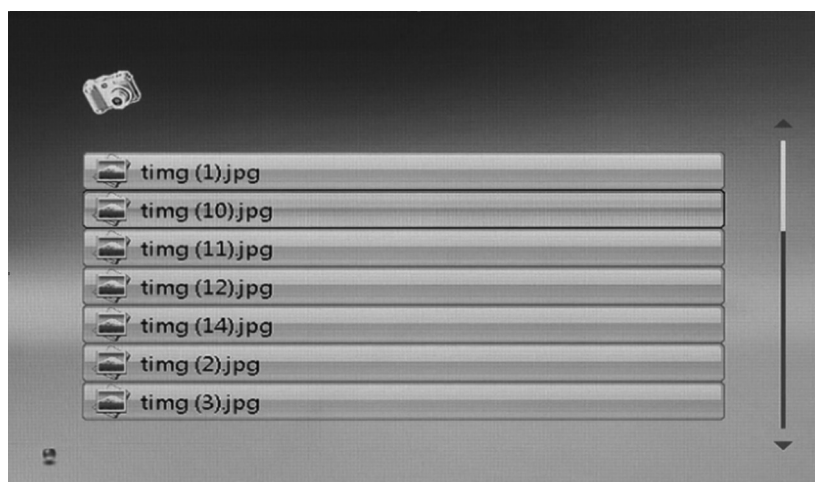 timg (1).jpg
timg (10).jpg
timg (11).jpg
timg (12).jpg
timg (14).jpg
timg (2).jpg
timg (3).jpg